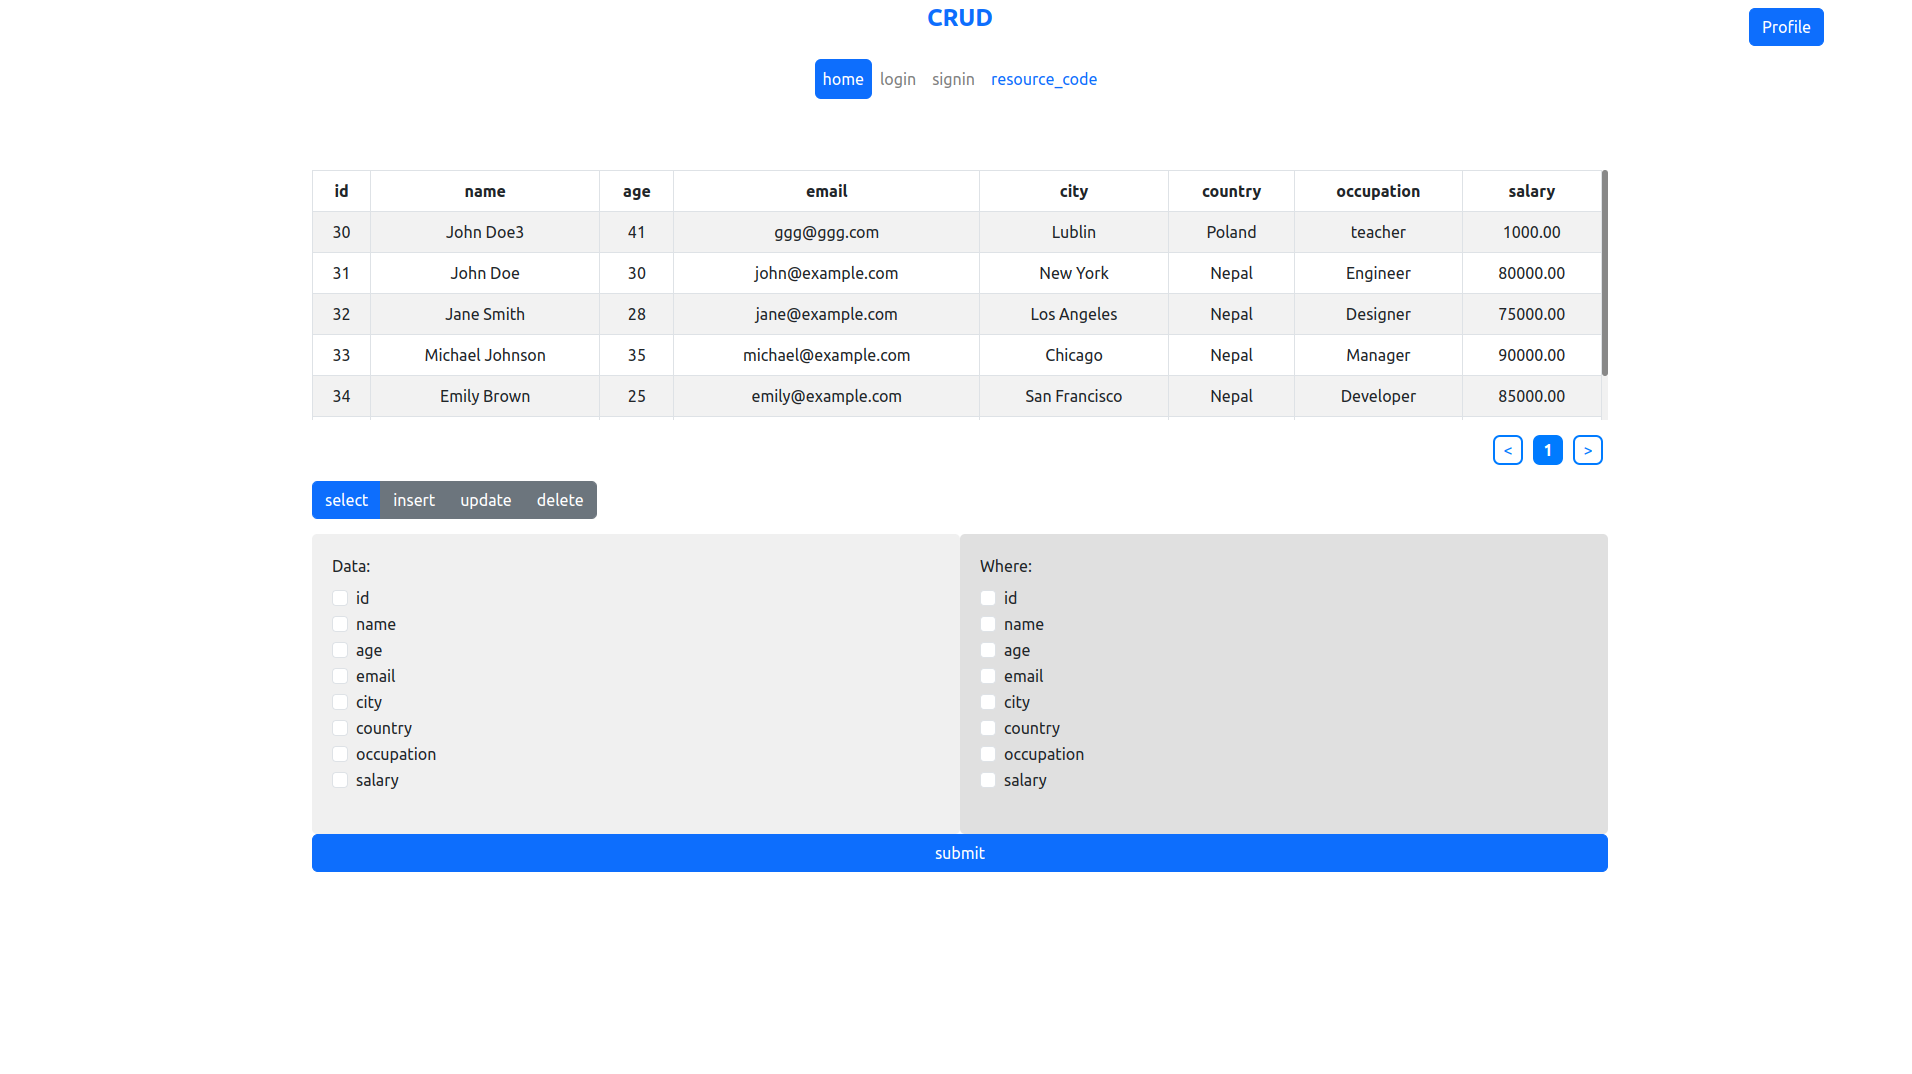 CRUD
Profile
home login signin resource_code
id name age email city country occupation salary
30 John Doe3 41 ggg@ggg.com Lublin Poland teacher 1000.00
31 John Doe 30 john@example.com New York Nepal Engineer 80000.00
32 Jane Smith 28 jane@example.com Los Angeles Nepal Designer 75000.00
33 Michael Johnson 35 michael@example.com Chicago Nepal Manager 90000.00
34 Emily Brown 25 emily@example.com San Francisco Nepal Developer 85000.00
< 1 >
select insert update delete
Data:
id
name
age
email
city
country
occupation
salary
Where:
id
name
age
email
city
country
occupation
salary
submit